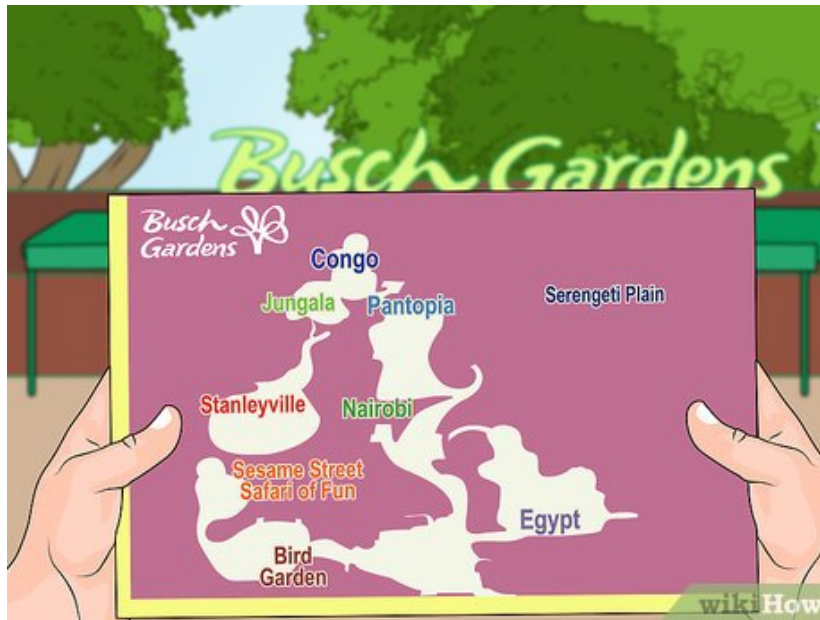 Busch Gardens
Busch
Gardens
Congo
Jungala
Pantopia
Serengeti Plain
Stanleyville
Nairobi
Sesame Street
Safari of Fun
Egypt
Bird
Garden
wikiHow